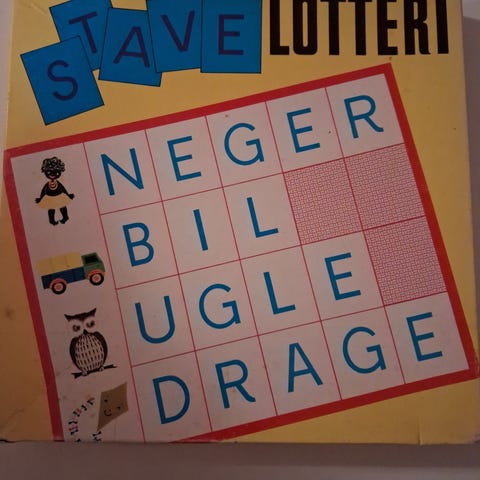 STAVE LOTTERI
NEGER
BIL
UGLE
DRAGE